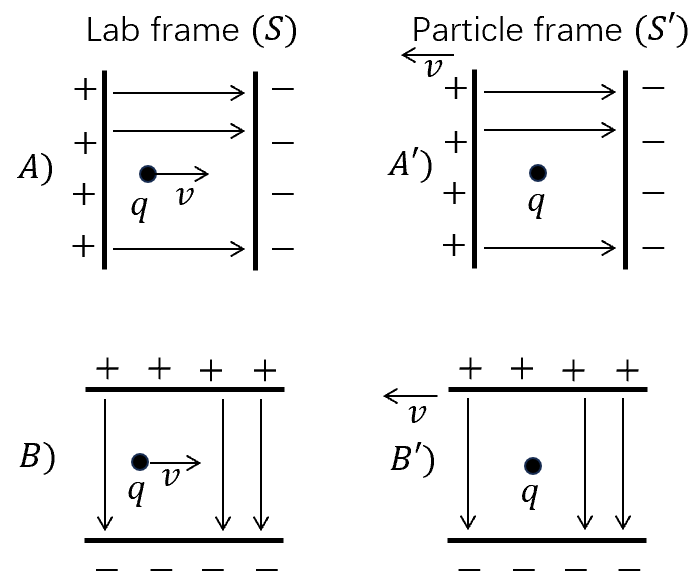 Lab frame (S)
Particle frame (S′)
v
A)
+ + + +
q
v
− − − −
A′)
+ + + +
q
− − − −
B)
+ + + +
q
v
− − − −
v
B′)
+ + + +
q
− − − −